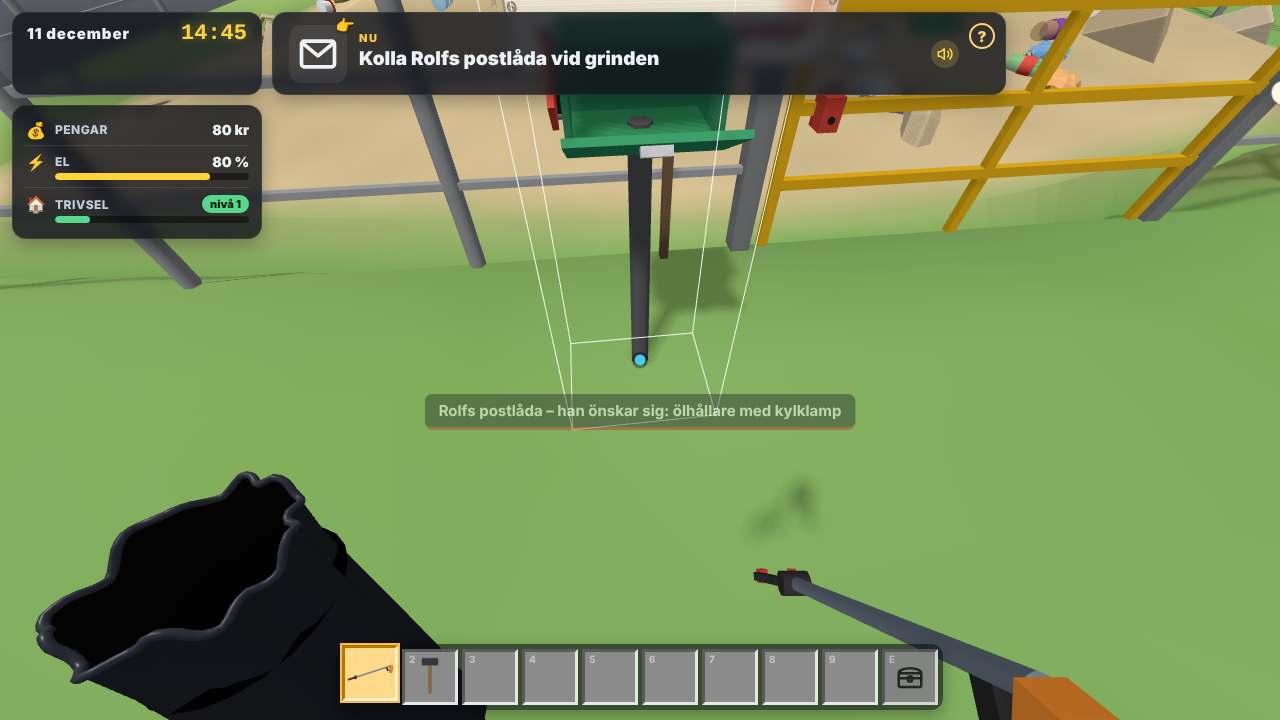 11 december
14:45
NU
Kolla Rolfs postlåda vid grinden
?
PENGAR
80 kr
EL
80 %
TRIVSEL
nivå 1
Rolfs postlåda – han önskar sig: ölhållare med kylklamp
1
2
3
4
5
6
7
8
9
E